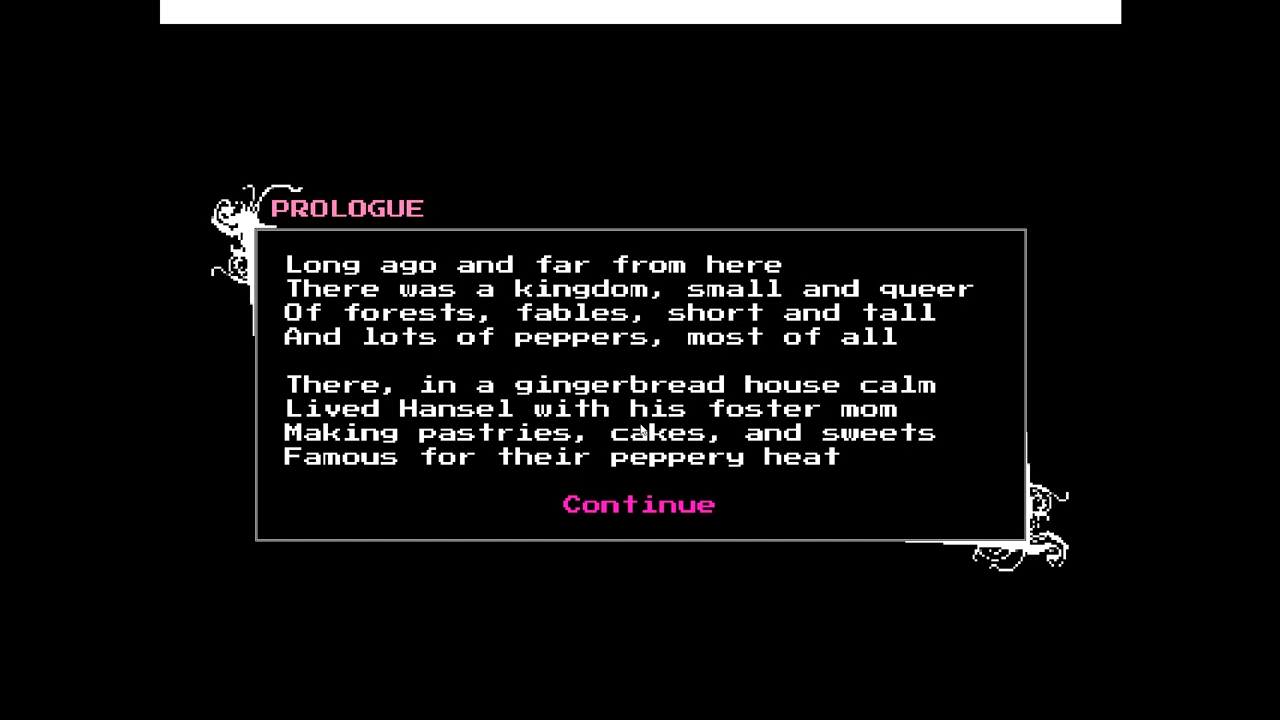 PROLOGUE
Long ago and far from here
There was a kingdom, small and queer
Of forests, fables, short and tall
And lots of peppers, most of all
There, in a gingerbread house calm
Lived Hansel with his foster mom
Making pastries, cakes, and sweets
Famous for their peppery heat
Continue